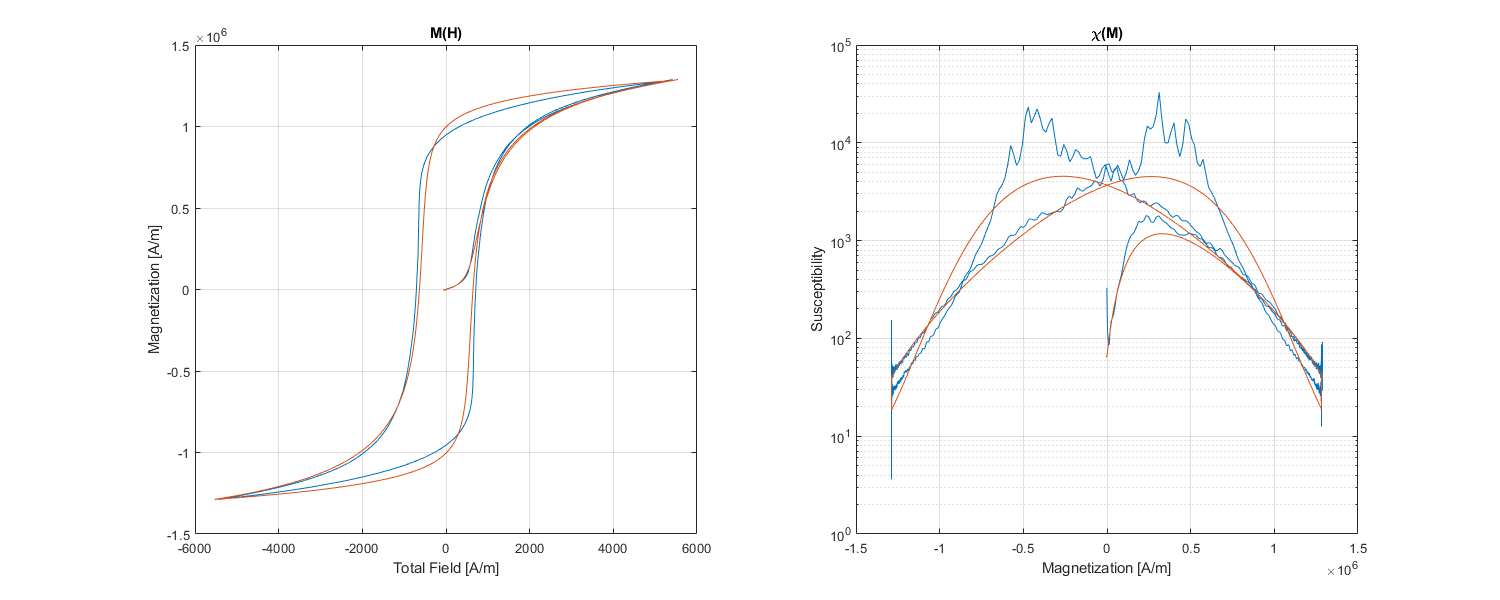 M(H)
×10^6
1.5
1
0.5
0
-0.5
-1
-1.5
-6000 -4000 -2000 0 2000 4000 6000
Total Field [A/m]
Magnetization [A/m]
χ(M)
10^5
10^4
10^3
10^2
10^1
10^0
-1.5 -1 -0.5 0 0.5 1 1.5
×10^6
Magnetization [A/m]
Susceptibility